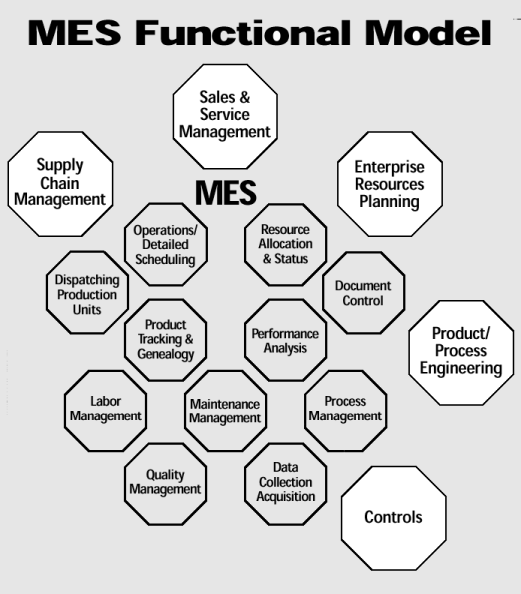 MES Functional Model
Sales &
Service
Management
Supply
Chain
Management
Enterprise
Resources
Planning
MES
Operations/
Detailed
Scheduling
Resource
Allocation
& Status
Dispatching
Production
Units
Document
Control
Product
Tracking &
Genealogy
Performance
Analysis
Product/
Process
Engineering
Labor
Management
Maintenance
Management
Process
Management
Quality
Management
Data
Collection
Acquisition
Controls